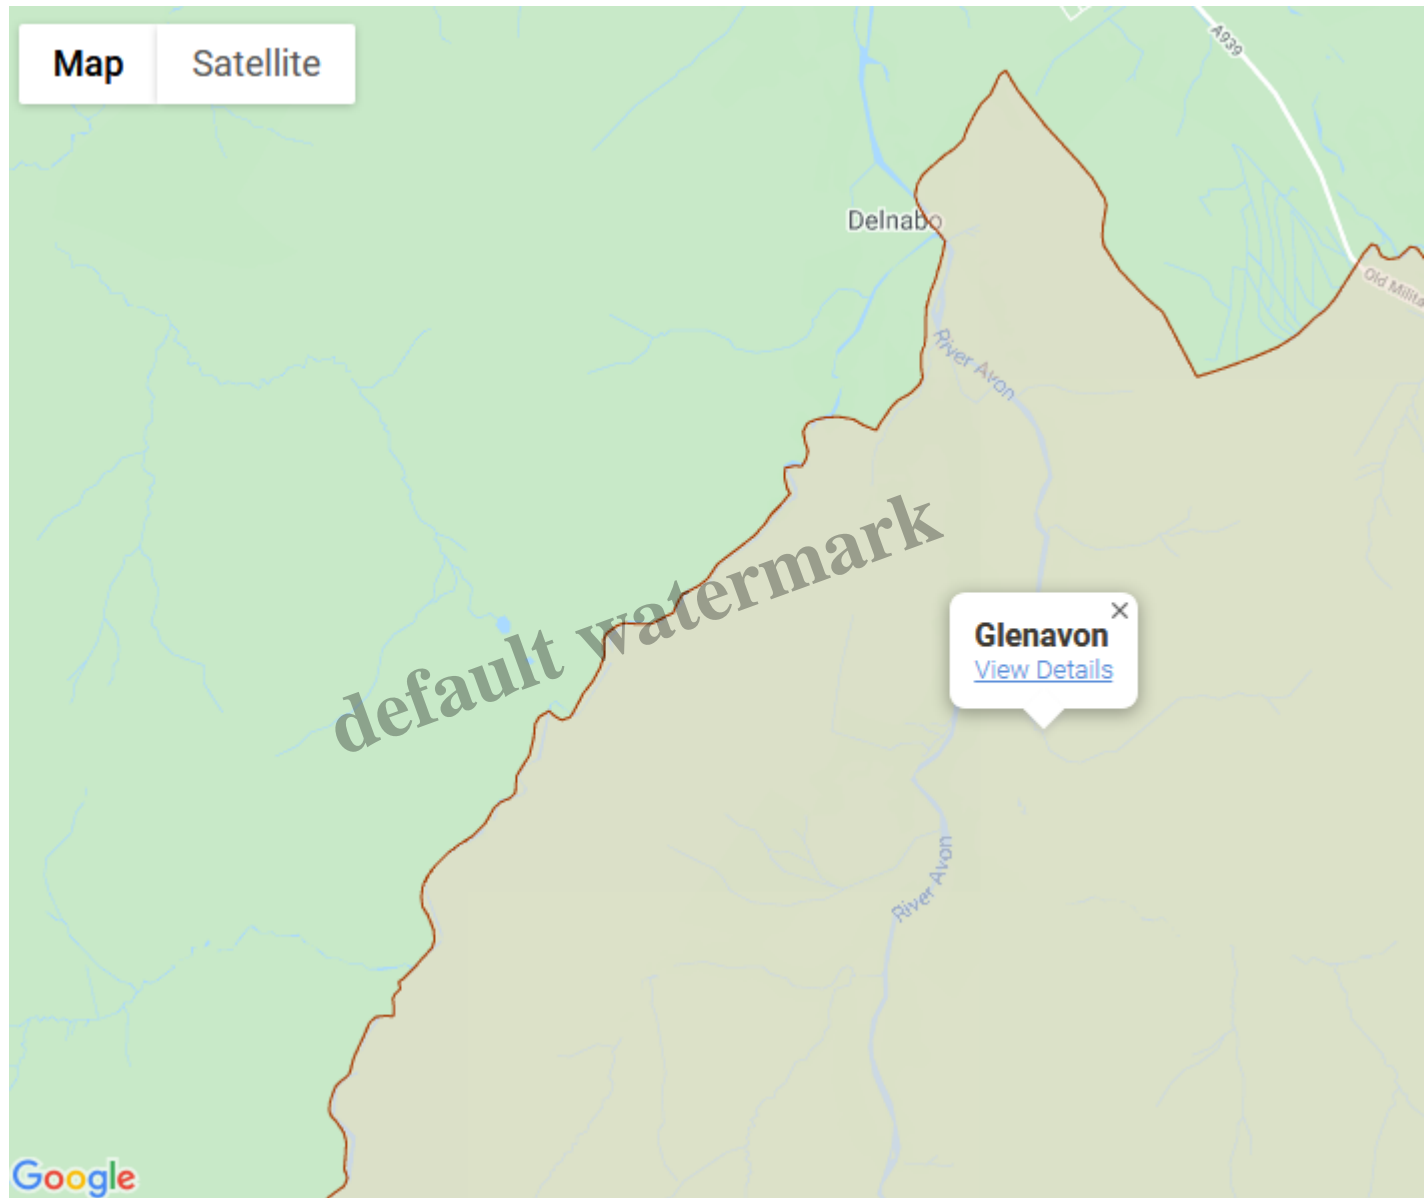 Map
Satellite
A939
Delnabo
Old Milita
River Avon
default watermark
Glenavon
View Details
River Avon
Google